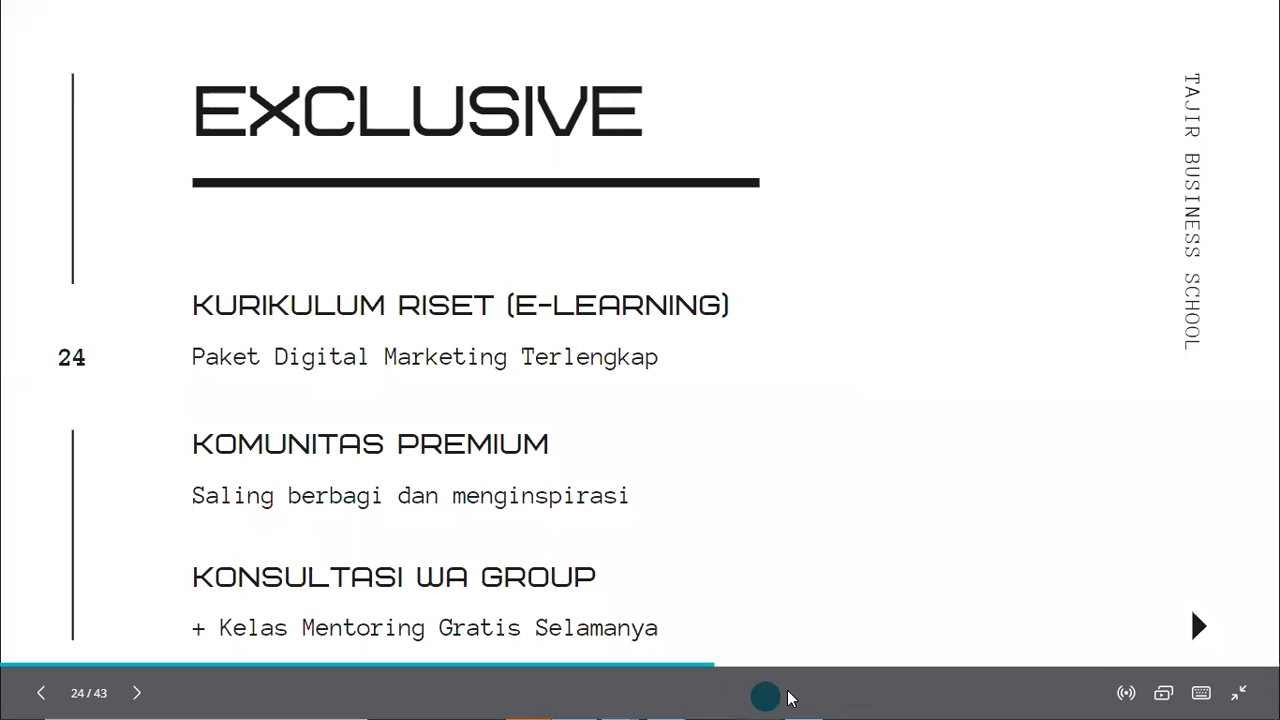 EXCLUSIVE
TAJIR BUSINESS SCHOOL
KURIKULUM RISET (E-LEARNING)
24
Paket Digital Marketing Terlengkap
KOMUNITAS PREMIUM
Saling berbagi dan menginspirasi
KONSULTASI WA GROUP
+ Kelas Mentoring Gratis Selamanya
24 / 43